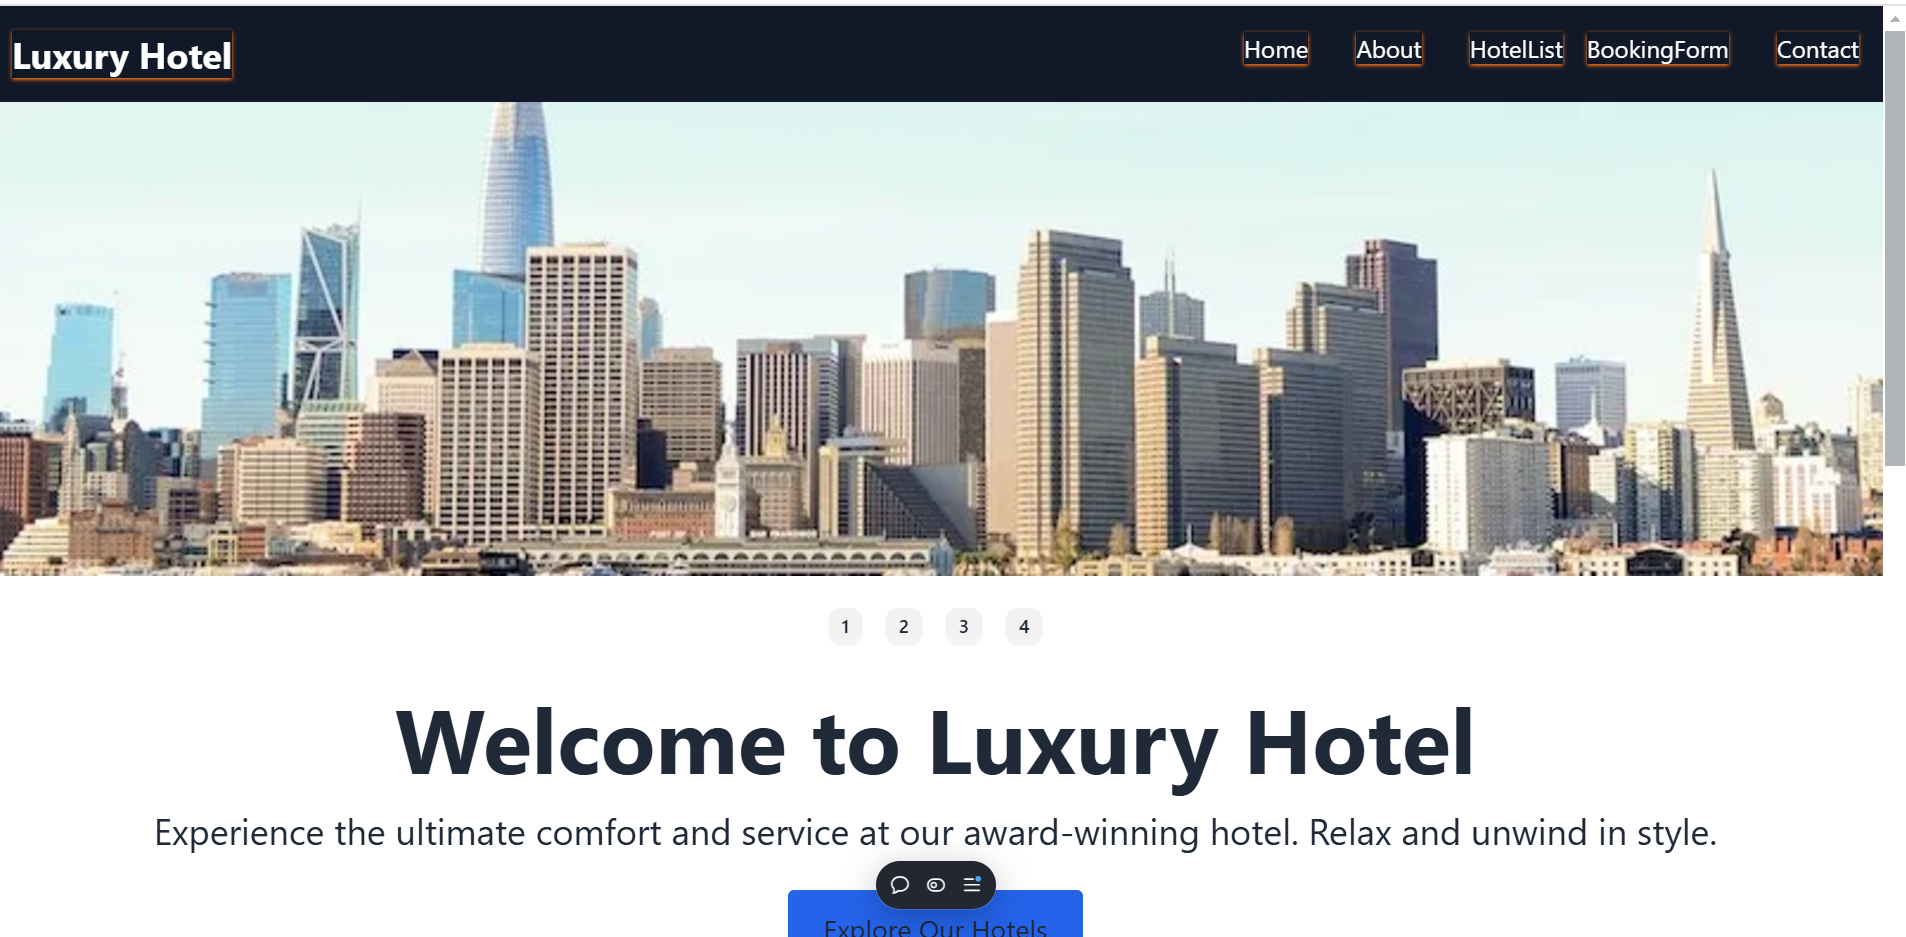 Luxury Hotel
Home About HotelList BookingForm Contact
1 2 3 4
Welcome to Luxury Hotel
Experience the ultimate comfort and service at our award-winning hotel. Relax and unwind in style.
Explore Our Hotels